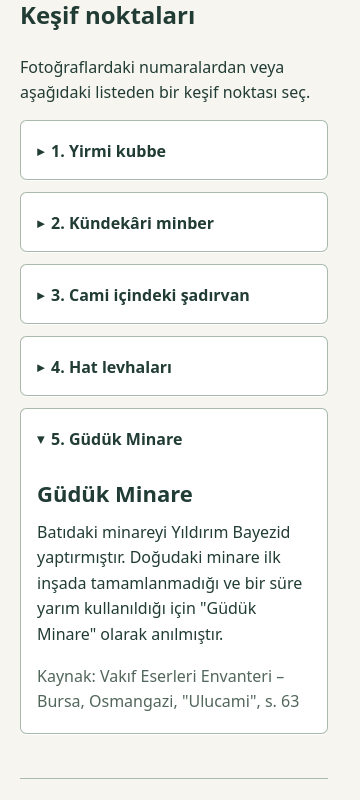 Keşif noktaları
Fotoğraflardaki numaralardan veya
aşağıdaki listeden bir keşif noktası seç.
▸ 1. Yirmi kubbe
▸ 2. Kündekâri minber
▸ 3. Cami içindeki şadırvan
▸ 4. Hat levhaları
▾ 5. Güdük Minare
Güdük Minare
Batıdaki minareyi Yıldırım Bayezid
yaptırmıştır. Doğudaki minare ilk
inşada tamamlanmadığı ve bir süre
yarım kullanıldığı için "Güdük
Minare" olarak anılmıştır.
Kaynak: Vakıf Eserleri Envanteri –
Bursa, Osmangazi, "Ulucami", s. 63